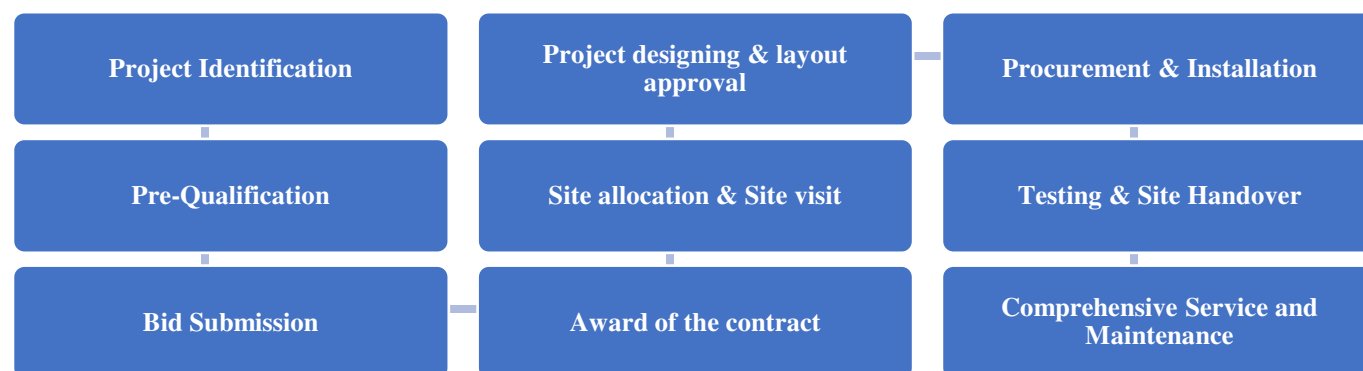 Project Identification
Pre-Qualification
Bid Submission
Award of the contract
Site allocation & Site visit
Project designing & layout
approval
Procurement & Installation
Testing & Site Handover
Comprehensive Service and
Maintenance